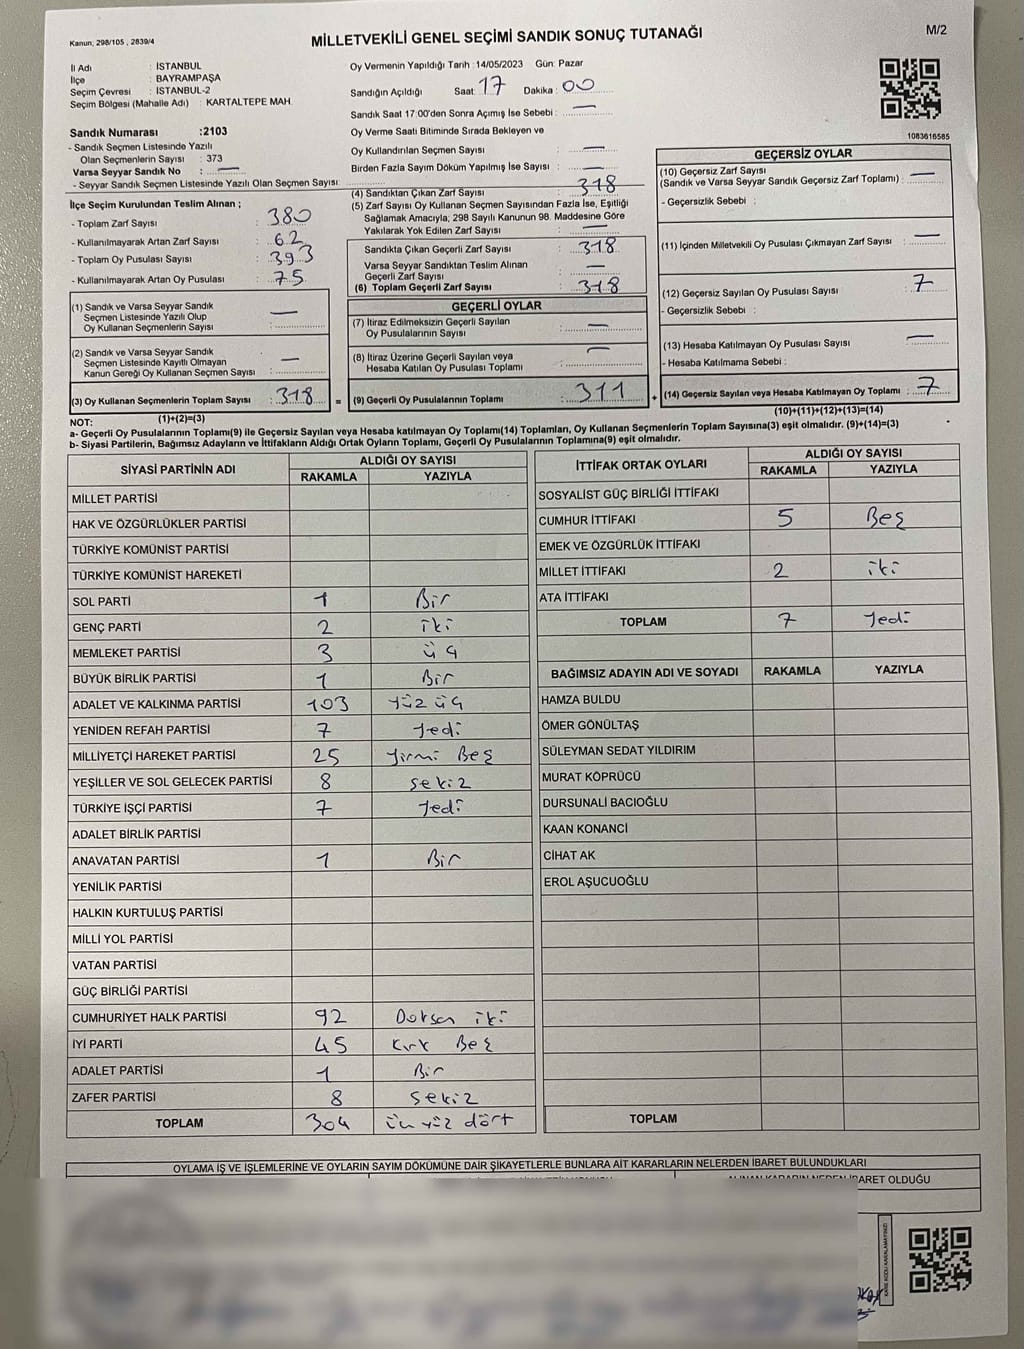 Kanun; 298/105 , 2839/4
MİLLETVEKİLİ GENEL SEÇİMİ SANDIK SONUÇ TUTANAĞI
M/2
İl Adı : İSTANBUL
İlçe : BAYRAMPAŞA
Seçim Çevresi : İSTANBUL-2
Seçim Bölgesi (Mahalle Adı) : KARTALTEPE MAH.
Sandık Numarası :2103
- Sandık Seçmen Listesinde Yazılı
Olan Seçmenlerin Sayısı : 373
Varsa Seyyar Sandık No : —
- Seyyar Sandık Seçmen Listesinde Yazılı Olan Seçmen Sayısı:
Oy Vermenin Yapıldığı Tarih :14/05/2023 Gün: Pazar
Sandığın Açıldığı Saat: 17 Dakika : 00
Sandık Saat 17:00'den Sonra Açımış İse Sebebi : —
Oy Verme Saati Bitiminde Sırada Bekleyen ve
Oy Kullandırılan Seçmen Sayısı : —
Birden Fazla Sayım Döküm Yapılmış İse Sayısı : —
1083616585
İlçe Seçim Kurulundan Teslim Alınan ;
- Toplam Zarf Sayısı : 380
- Kullanılmayarak Artan Zarf Sayısı : 62
- Toplam Oy Pusulası Sayısı : 393
- Kullanılmayarak Artan Oy Pusulası : 75
(1) Sandık ve Varsa Seyyar Sandık
Seçmen Listesinde Yazılı Olup
Oy Kullanan Seçmenlerin Sayısı : —
(2) Sandık ve Varsa Seyyar Sandık
Seçmen Listesinde Kayıtlı Olmayan
Kanun Gereği Oy Kullanan Seçmen Sayısı : —
(3) Oy Kullanan Seçmenlerin Toplam Sayısı : 318
(1)+(2)=(3)
(4) Sandıktan Çıkan Zarf Sayısı : 318
(5) Zarf Sayısı Oy Kullanan Seçmen Sayısından Fazla İse, Eşitliği
Sağlamak Amacıyla; 298 Sayılı Kanunun 98. Maddesine Göre
Yakılarak Yok Edilen Zarf Sayısı : —
Sandıkta Çıkan Geçerli Zarf Sayısı : 318
Varsa Seyyar Sandıktan Teslim Alınan
Geçerli Zarf Sayısı : —
(6) Toplam Geçerli Zarf Sayısı : 318
GEÇERLİ OYLAR
(7) İtiraz Edilmeksizin Geçerli Sayılan
Oy Pusulalarının Sayısı : —
(8) İtiraz Üzerine Geçerli Sayılan veya
Hesaba Katılan Oy Pusulası Toplamı : —
= (9) Geçerli Oy Pusulalarının Toplamı : 311 +
GEÇERSİZ OYLAR
(10) Geçersiz Zarf Sayısı
(Sandık ve Varsa Seyyar Sandık Geçersiz Zarf Toplamı) : —
- Geçersizlik Sebebi :
(11) İçinden Milletvekili Oy Pusulası Çıkmayan Zarf Sayısı : —
(12) Geçersiz Sayılan Oy Pusulası Sayısı : 7
- Geçersizlik Sebebi :
(13) Hesaba Katılmayan Oy Pusulası Sayısı : —
- Hesaba Katılmama Sebebi :
(14) Geçersiz Sayılan veya Hesaba Katılmayan Oy Toplamı : 7
(10)+(11)+(12)+(13)=(14)
NOT:
a- Geçerli Oy Pusulalarının Toplamı(9) ile Geçersiz Sayılan veya Hesaba katılmayan Oy Toplamı(14) Toplamları, Oy Kullanan Seçmenlerin Toplam Sayısına(3) eşit olmalıdır. (9)+(14)=(3)
b- Siyasi Partilerin, Bağımsız Adayların ve İttifakların Aldığı Ortak Oyların Toplamı, Geçerli Oy Pusulalarının Toplamına(9) eşit olmalıdır.
SİYASİ PARTİNİN ADI ALDIĞI OY SAYISI
RAKAMLA YAZIYLA
MİLLET PARTİSİ
HAK VE ÖZGÜRLÜKLER PARTİSİ
TÜRKİYE KOMÜNİST PARTİSİ
TÜRKİYE KOMÜNİST HAREKETİ
SOL PARTİ 1 Bir
GENÇ PARTİ 2 iki
MEMLEKET PARTİSİ 3 üç
BÜYÜK BİRLİK PARTİSİ 1 Bir
ADALET VE KALKINMA PARTİSİ 103 yüz üç
YENİDEN REFAH PARTİSİ 7 Yedi
MİLLİYETÇİ HAREKET PARTİSİ 25 yirmi Beş
YEŞİLLER VE SOL GELECEK PARTİSİ 8 sekiz
TÜRKİYE İŞÇİ PARTİSİ 7 Yedi
ADALET BİRLİK PARTİSİ
ANAVATAN PARTİSİ 1 Bir
YENİLİK PARTİSİ
HALKIN KURTULUŞ PARTİSİ
MİLLİ YOL PARTİSİ
VATAN PARTİSİ
GÜÇ BİRLİĞİ PARTİSİ
CUMHURİYET HALK PARTİSİ 92 Doksan iki
İYİ PARTİ 45 Kırk Beş
ADALET PARTİSİ 1 Bir
ZAFER PARTİSİ 8 sekiz
TOPLAM 304 üç yüz dört
İTTİFAK ORTAK OYLARI ALDIĞI OY SAYISI
RAKAMLA YAZIYLA
SOSYALİST GÜÇ BİRLİĞİ İTTİFAKI
CUMHUR İTTİFAKI 5 Beş
EMEK VE ÖZGÜRLÜK İTTİFAKI
MİLLET İTTİFAKI 2 iki
ATA İTTİFAKI
TOPLAM 7 Yedi
BAĞIMSIZ ADAYIN ADI VE SOYADI RAKAMLA YAZIYLA
HAMZA BULDU
ÖMER GÖNÜLTAŞ
SÜLEYMAN SEDAT YILDIRIM
MURAT KÖPRÜCÜ
DURSUNALİ BACIOĞLU
KAAN KONANCİ
CİHAT AK
EROL AŞUCUOĞLU
TOPLAM
OYLAMA İŞ VE İŞLEMLERİNE VE OYLARIN SAYIM DÖKÜMÜNE DAİR ŞİKAYETLERLE BUNLARA AİT KARARLARIN NELERDEN İBARET BULUNDUKLARI
ALINAN KARARIN NEDEN İBARET OLDUĞU